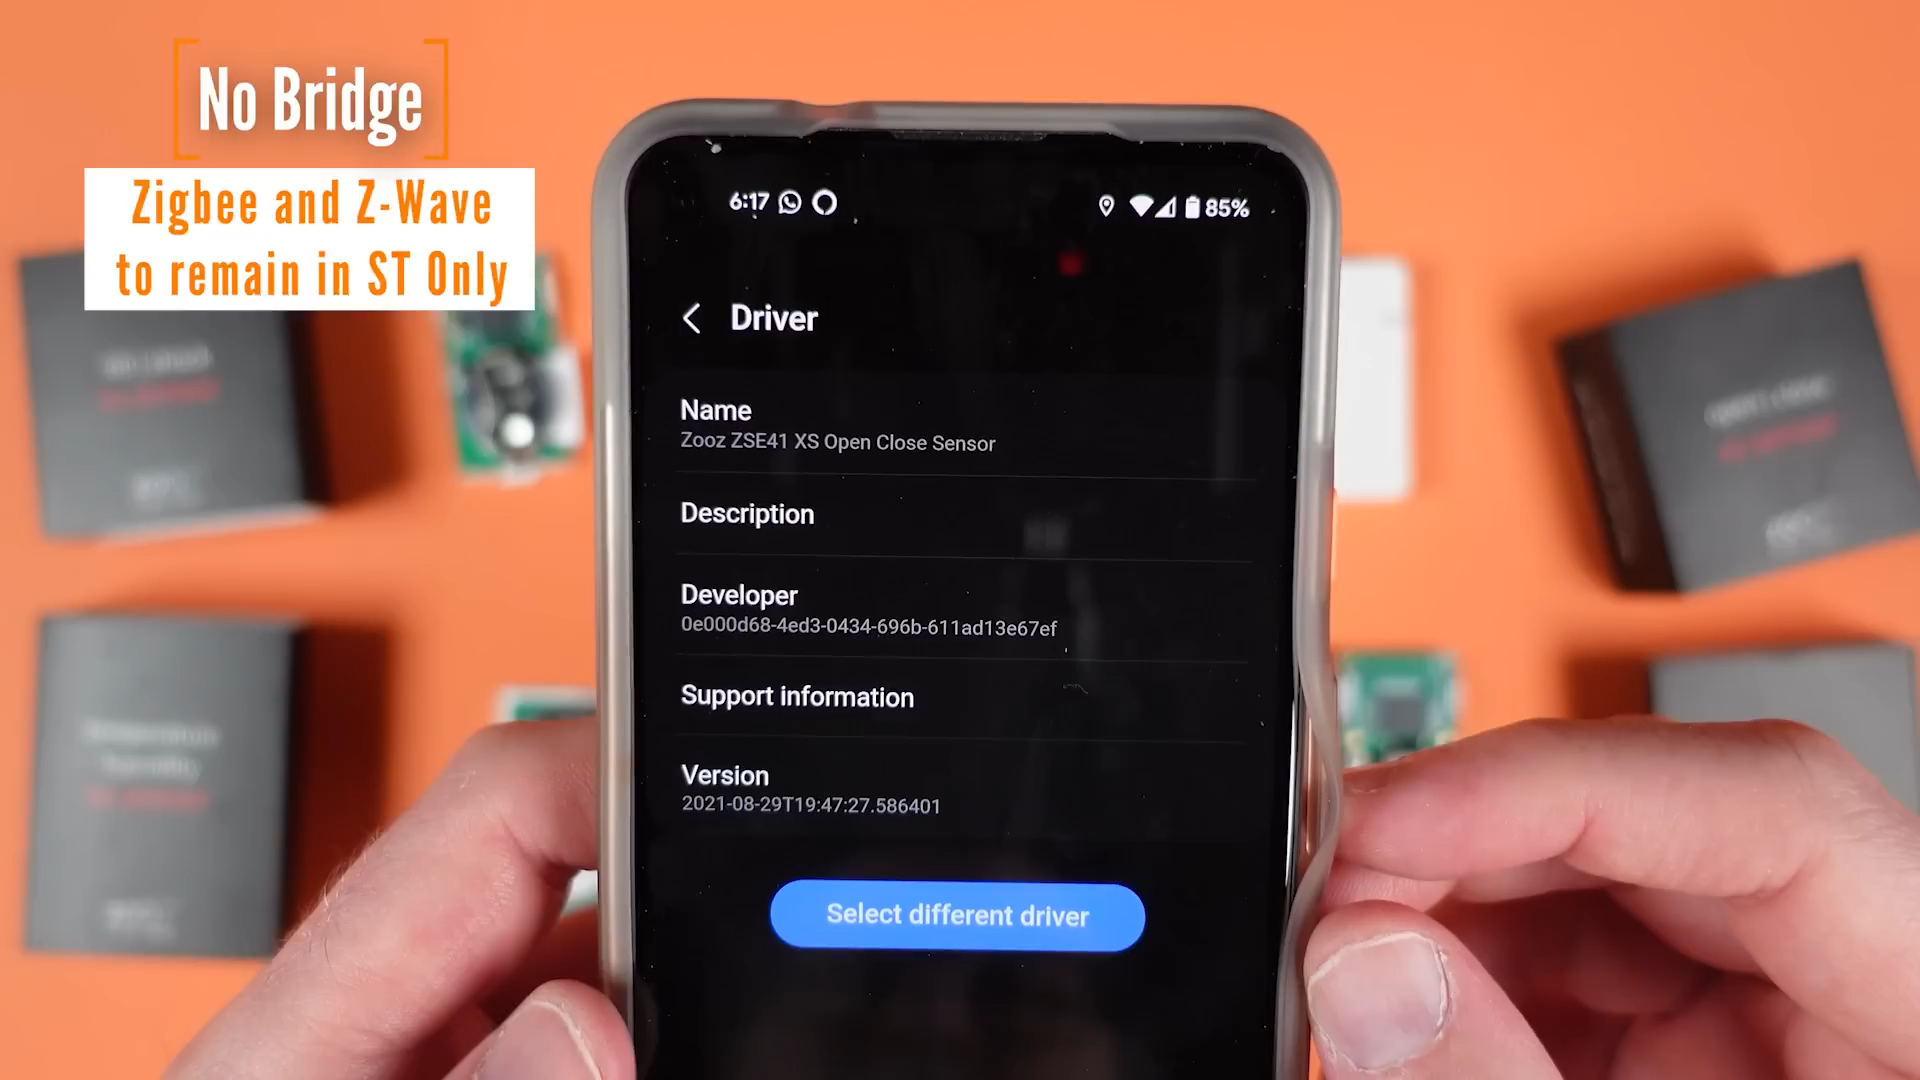 No Bridge
Zigbee and Z-Wave
to remain in ST Only
6:17
85%
Driver
Name
Zooz ZSE41 XS Open Close Sensor
Description
Developer
0e000d68-4ed3-0434-696b-611ad13e67ef
Support information
Version
2021-08-29T19:47:27.586401
Select different driver